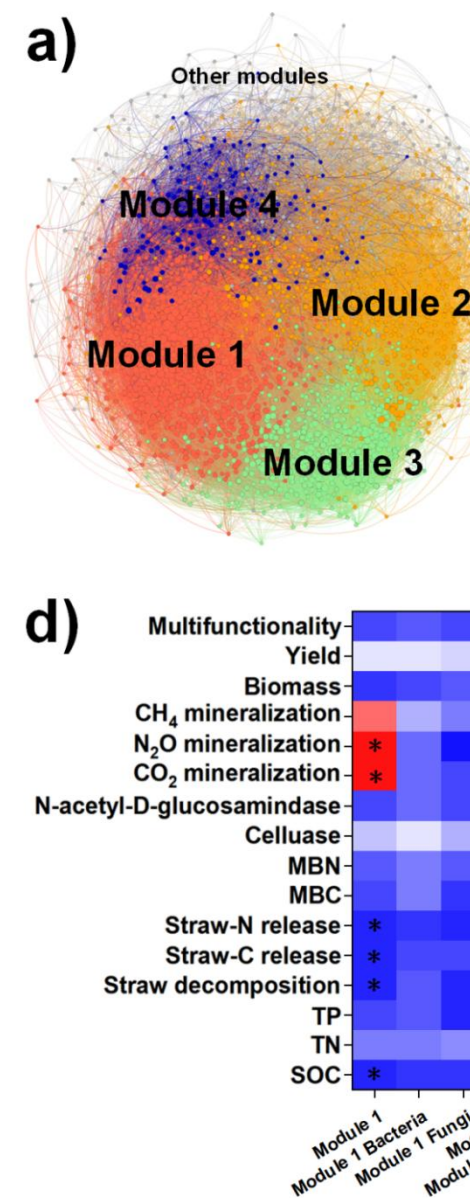 a)
Other modules
Module 4
Module 2
Module 1
Module 3
d)
Multifunctionality
Yield
Biomass
CH₄ mineralization
N₂O mineralization
*
CO₂ mineralization
*
N-acetyl-D-glucosamindase
Celluase
MBN
MBC
Straw-N release
*
Straw-C release
*
Straw decomposition
*
TP
TN
SOC
*
Module 1
Module 1 Bacteria
Module 1 Fungi
Mo
Modul